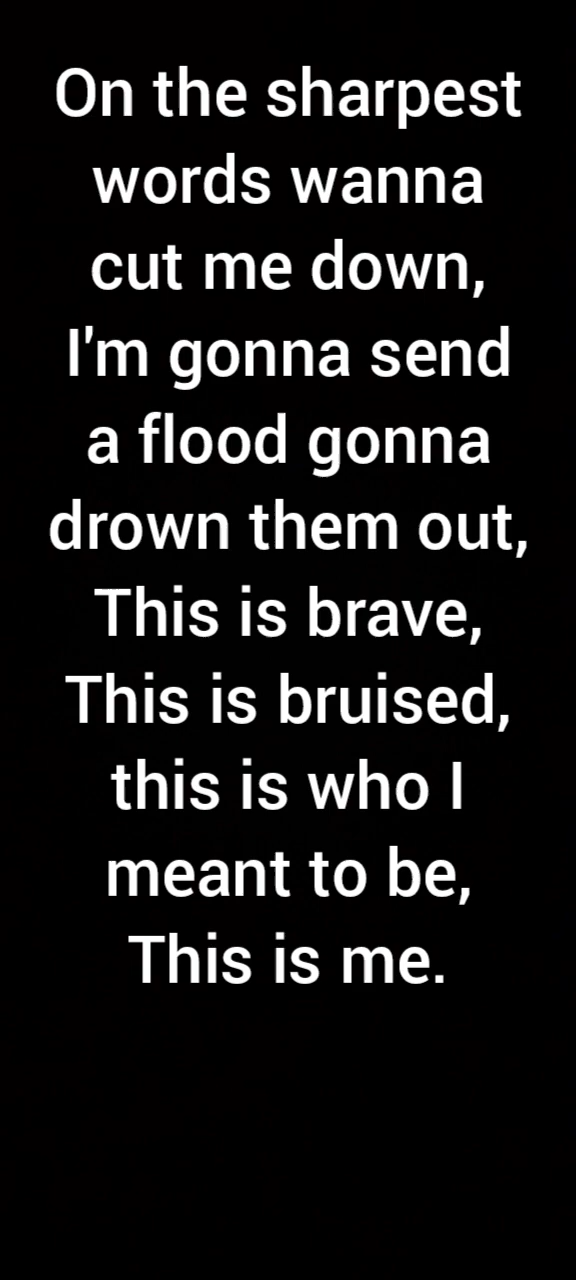 On the sharpest
words wanna
cut me down,
I'm gonna send
a flood gonna
drown them out,
This is brave,
This is bruised,
this is who I
meant to be,
This is me.